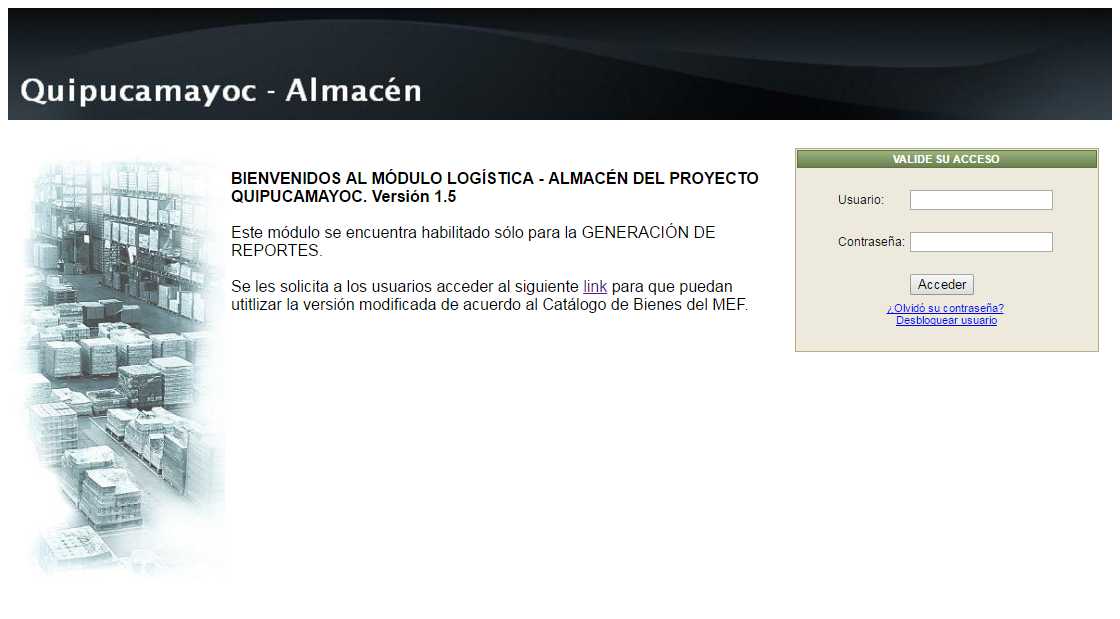 Quipucamayoc - Almacén
BIENVENIDOS AL MÓDULO LOGÍSTICA - ALMACÉN DEL PROYECTO
QUIPUCAMAYOC. Versión 1.5
Este módulo se encuentra habilitado sólo para la GENERACIÓN DE
REPORTES.
Se les solicita a los usuarios acceder al siguiente link para que puedan
utitlizar la versión modificada de acuerdo al Catálogo de Bienes del MEF.
VALIDE SU ACCESO
Usuario:
Contraseña:
Acceder
¿Olvidó su contraseña?
Desbloquear usuario